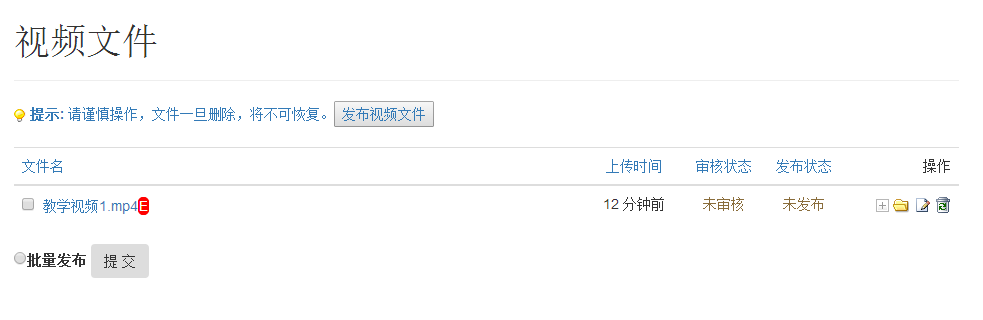 视频文件
提示: 请谨慎操作，文件一旦删除，将不可恢复。 发布视频文件
文件名 上传时间 审核状态 发布状态 操作
教学视频1.mp4 E 12 分钟前 未审核 未发布
批量发布 提 交